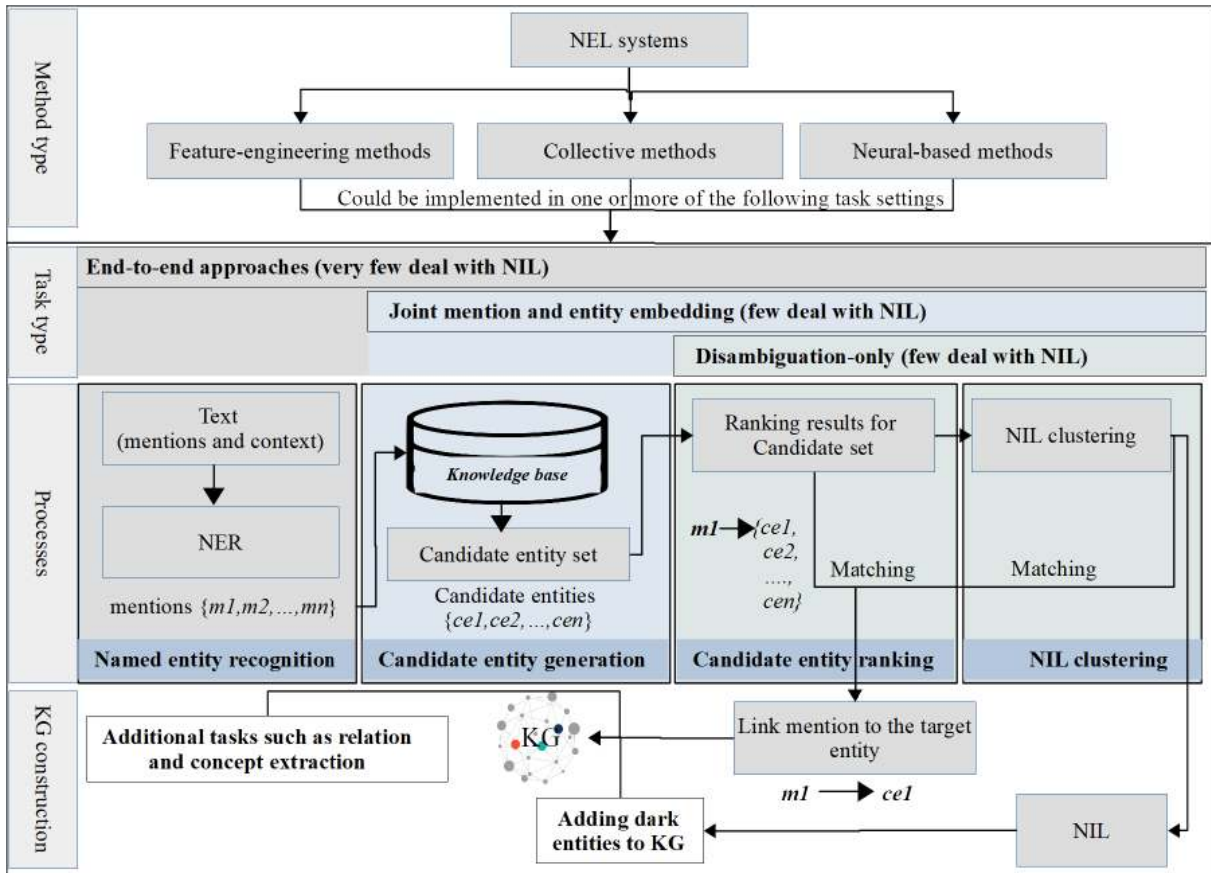 Method type
NEL systems
Feature-engineering methods
Collective methods
Neural-based methods
Could be implemented in one or more of the following task settings
Task type
End-to-end approaches (very few deal with NIL)
Joint mention and entity embedding (few deal with NIL)
Disambiguation-only (few deal with NIL)
Processes
Text
(mentions and context)
NER
mentions {m1,m2,...,mn}
Named entity recognition
Knowledge base
Candidate entity set
Candidate entities
{ce1,ce2,...,cen}
Candidate entity generation
Ranking results for
Candidate set
m1
{ce1,
ce2,
....,
cen}
Matching
Candidate entity ranking
NIL clustering
Matching
NIL clustering
KG construction
Additional tasks such as relation
and concept extraction
KG
Link mention to the target
entity
m1
ce1
Adding dark
entities to KG
NIL